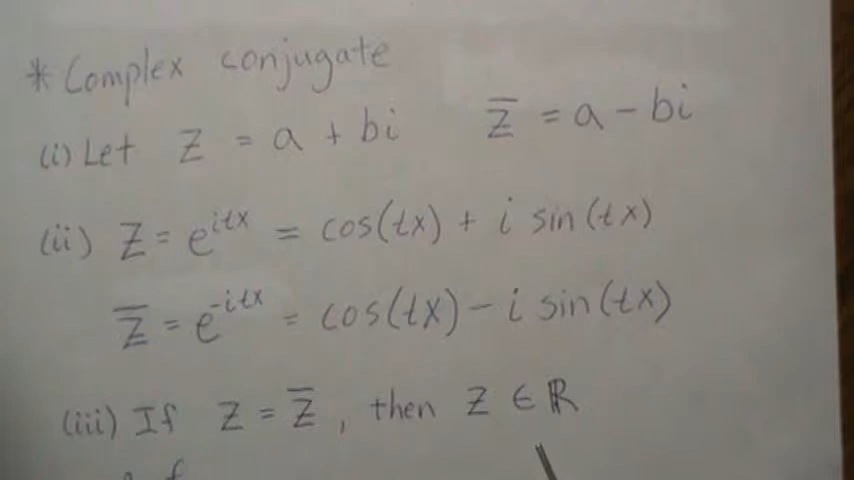 * Complex conjugate
(i) Let z = a + bi z̅ = a - bi
(ii) z = e^{itx} = cos(tx) + i sin(tx)
z̅ = e^{-itx} = cos(tx) - i sin(tx)
(iii) If z = z̅, then z ∈ ℝ